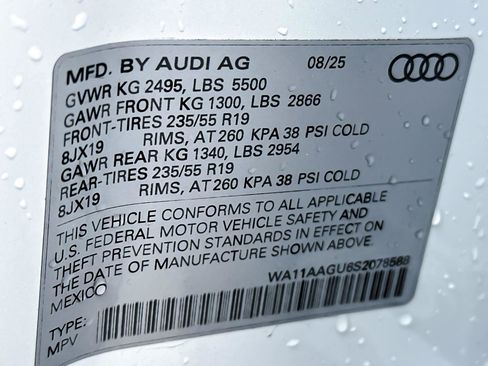 MFD. BY AUDI AG 08/25
GVWR KG 2495, LBS 5500
GAWR FRONT KG 1300, LBS 2866
FRONT-TIRES 235/55 R19
8JX19 RIMS, AT 260 KPA 38 PSI COLD
GAWR REAR KG 1340, LBS 2954
REAR-TIRES 235/55 R19
8JX19 RIMS, AT 260 KPA 38 PSI COLD
THIS VEHICLE CONFORMS TO ALL APPLICABLE
U.S. FEDERAL MOTOR VEHICLE SAFETY AND
THEFT PREVENTION STANDARDS IN EFFECT ON
THE DATE OF MANUFACTURE SHOWN ABOVE.
MEXICO WA11AAGU6S2078588
TYPE:
MPV